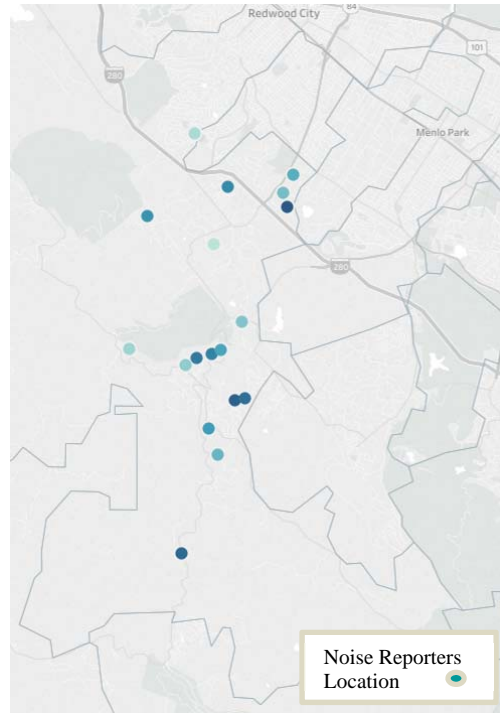 Redwood City
84
101
280
Menlo Park
280
Noise Reporters
Location